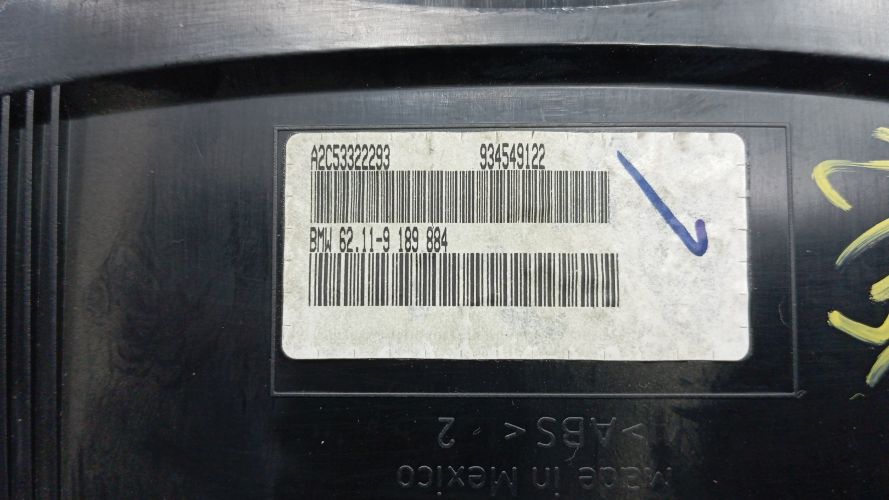 A2C53322293 934549122
BMW 62.11-9 189 884
>ABS< 2
Made in Mexico